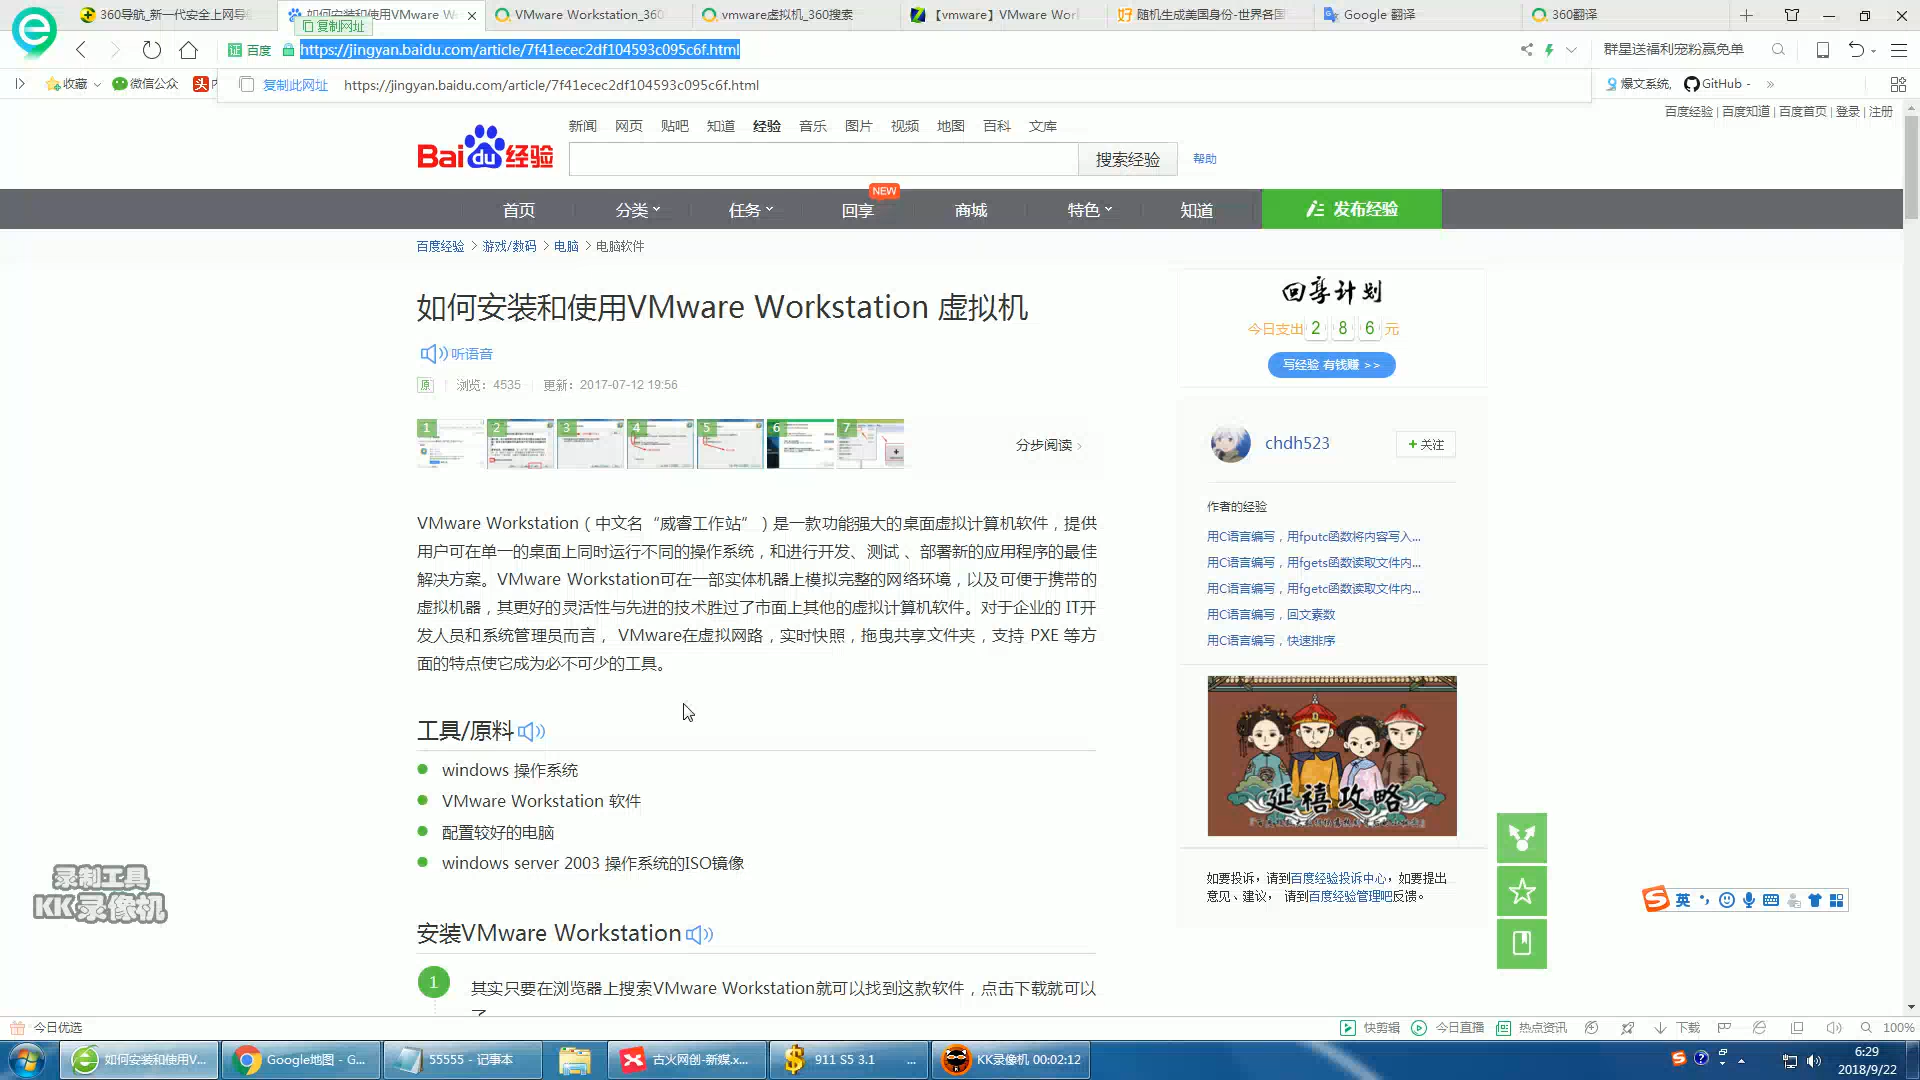 360导航_新一代安全上网导
如何安装和使用VMware W
VMware Workstation_360
vmware虚拟机_360搜索
【vmware】VMware Wor
随机生成美国身份-世界各国
Google 翻译
360翻译
复制网址
证 百度
https://jingyan.baidu.com/article/7f41ecec2df104593c095c6f.html
群星送福利宠粉赢免单
收藏
微信公众
头
复制此网址
https://jingyan.baidu.com/article/7f41ecec2df104593c095c6f.html
爆文系统,
GitHub -
»
百度经验 | 百度知道 | 百度首页 | 登录 | 注册
Bai du 经验
新闻 网页 贴吧 知道 经验 音乐 图片 视频 地图 百科 文库
搜索经验
帮助
NEW
首页 分类 任务 回享 商城 特色 知道 发布经验
百度经验 > 游戏/数码 > 电脑 > 电脑软件
如何安装和使用VMware Workstation 虚拟机
听语音
原 浏览：4535 更新：2017-07-12 19:56
1 2 3 4 5 6 7
分步阅读 >
VMware Workstation（中文名“威睿工作站”）是一款功能强大的桌面虚拟计算机软件，提供
用户可在单一的桌面上同时运行不同的操作系统，和进行开发、测试 、部署新的应用程序的最佳
解决方案。VMware Workstation可在一部实体机器上模拟完整的网络环境，以及可便于携带的
虚拟机器，其更好的灵活性与先进的技术胜过了市面上其他的虚拟计算机软件。对于企业的 IT开
发人员和系统管理员而言， VMware在虚拟网路，实时快照，拖曳共享文件夹，支持 PXE 等方
面的特点使它成为必不可少的工具。
工具/原料
windows 操作系统
VMware Workstation 软件
配置较好的电脑
windows server 2003 操作系统的ISO镜像
安装VMware Workstation
1
其实只要在浏览器上搜索VMware Workstation就可以找到这款软件，点击下载就可以
回享计划
今日支出 2 8 6 元
写经验 有钱赚 >>
chdh523
+ 关注
作者的经验
用C语言编写，用fputc函数将内容写入...
用C语言编写，用fgets函数读取文件内...
用C语言编写，用fgetc函数读取文件内...
用C语言编写，回文素数
用C语言编写，快速排序
延禧攻略
如要投诉，请到百度经验投诉中心，如要提出
意见、建议， 请到百度经验管理吧反馈。
录制工具
KK录像机
英
今日优选
快剪辑
今日直播
热点资讯
下载
100%
如何安装和使用V...
Google地图 - G...
55555 - 记事本
古火网创-新媒.x...
911 S5 3.1 ...
KK录像机 00:02:12
6:29
2018/9/22